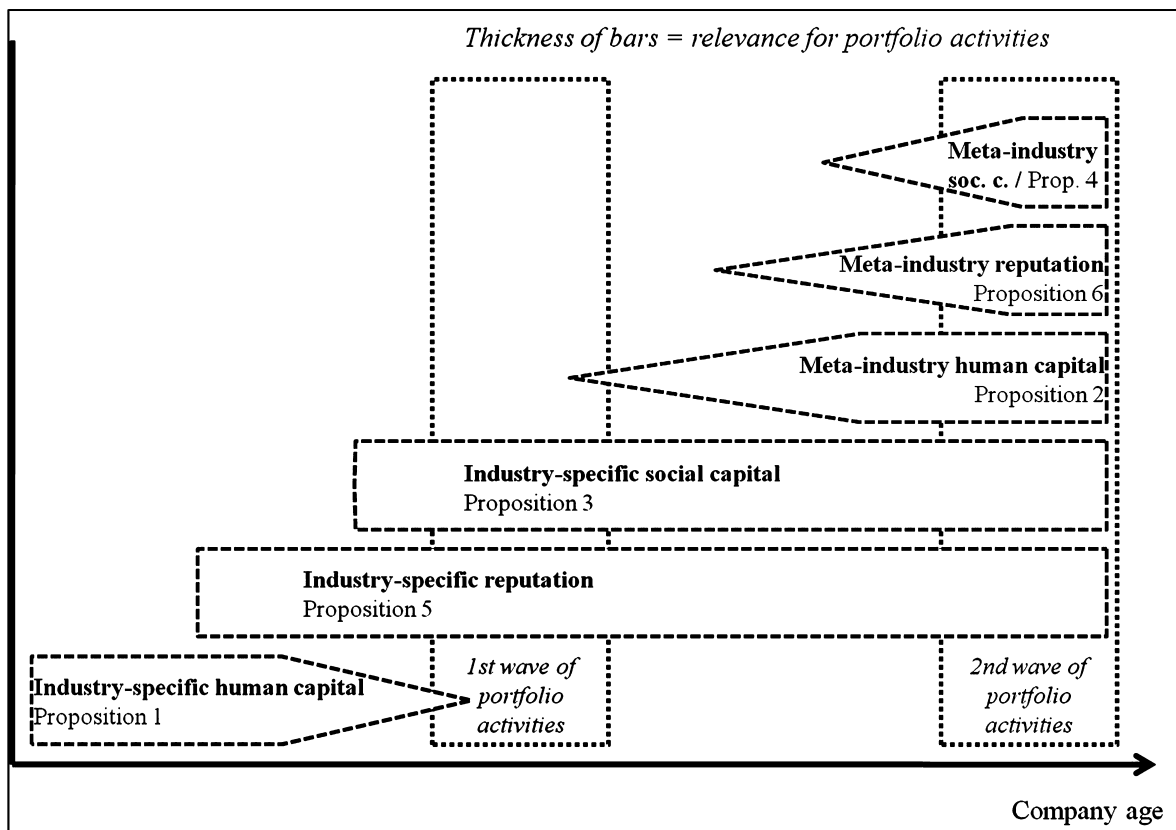 Thickness of bars = relevance for portfolio activities
Meta-industry
soc. c. / Prop. 4
Meta-industry reputation
Proposition 6
Meta-industry human capital
Proposition 2
Industry-specific social capital
Proposition 3
Industry-specific reputation
Proposition 5
Industry-specific human capital
Proposition 1
1st wave of
portfolio
activities
2nd wave of
portfolio
activities
Company age